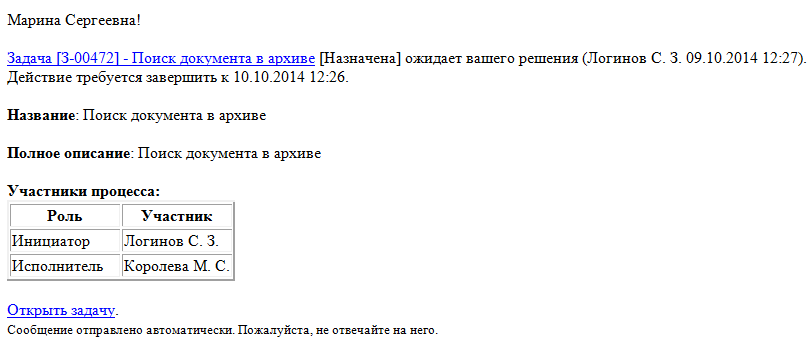 Марина Сергеевна!
Задача [З-00472] - Поиск документа в архиве [Назначена] ожидает вашего решения (Логинов С. З. 09.10.2014 12:27).
Действие требуется завершить к 10.10.2014 12:26.
Название: Поиск документа в архиве
Полное описание: Поиск документа в архиве
Участники процесса:
Роль Участник
Инициатор Логинов С. З.
Исполнитель Королева М. С.
Открыть задачу.
Сообщение отправлено автоматически. Пожалуйста, не отвечайте на него.